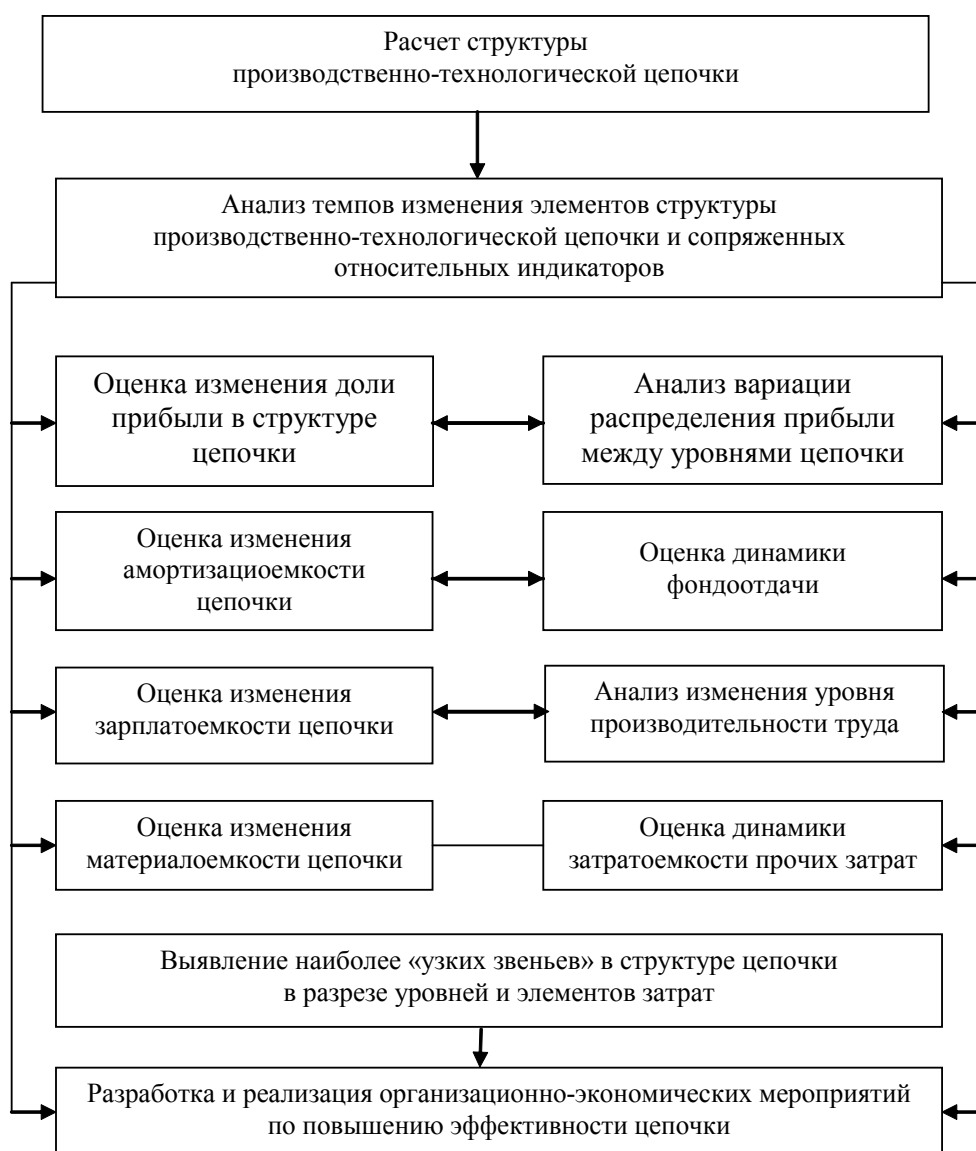 Расчет структуры
производственно-технологической цепочки
Анализ темпов изменения элементов структуры
производственно-технологической цепочки и сопряженных
относительных индикаторов
Оценка изменения доли
прибыли в структуре
цепочки
Анализ вариации
распределения прибыли
между уровнями цепочки
Оценка изменения
амортизациоемкости
цепочки
Оценка динамики
фондоотдачи
Оценка изменения
зарплатоемкости цепочки
Анализ изменения уровня
производительности труда
Оценка изменения
материалоемкости цепочки
Оценка динамики
затратоемкости прочих затрат
Выявление наиболее «узких звеньев» в структуре цепочки
в разрезе уровней и элементов затрат
Разработка и реализация организационно-экономических мероприятий
по повышению эффективности цепочки